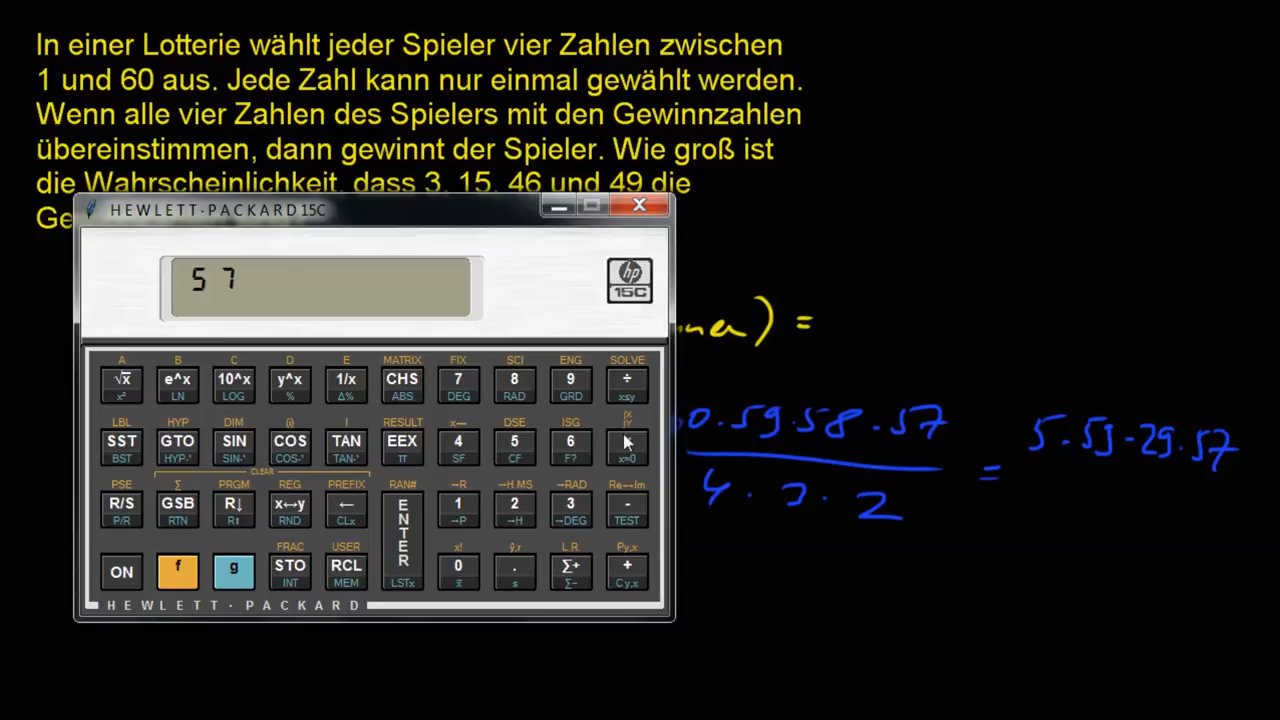 In einer Lotterie wählt jeder Spieler vier Zahlen zwischen
1 und 60 aus. Jede Zahl kann nur einmal gewählt werden.
Wenn alle vier Zahlen des Spielers mit den Gewinnzahlen
übereinstimmen, dann gewinnt der Spieler. Wie groß ist
die Wahrscheinlichkeit, dass 3, 15, 46 und 49 die
Ge
HEWLETT·PACKARD 15C
57
hp
15C
) =
0·59·58·57
4·3·2
= 5·59·29·57
A B C D E MATRIX FIX SCI ENG SOLVE
√x e^x 10^x y^x 1/x CHS 7 8 9 ÷
x² LN LOG % Δ% ABS DEG RAD GRD x≤y
LBL HYP DIM (i) I RESULT x↔ DSE ISG ∫x y
SST GTO SIN COS TAN EEX 4 5 6
BST HYP-¹ SIN-¹ COS-¹ TAN-¹ π SF CF F? x=0
CLEAR
PSE Σ PRGM REG PREFIX RAN# →R →H.MS →RAD Re↔Im
R/S GSB R↓ x↔y ← ENTER 1 2 3 -
P/R RTN R↑ RND CLx →P →H →DEG TEST
FRAC USER x! ŷ,r L.R. Py,x
ON f g STO RCL 0 . Σ+ +
INT MEM LSTx x̄ s Σ− Cy,x
HEWLETT·PACKARD